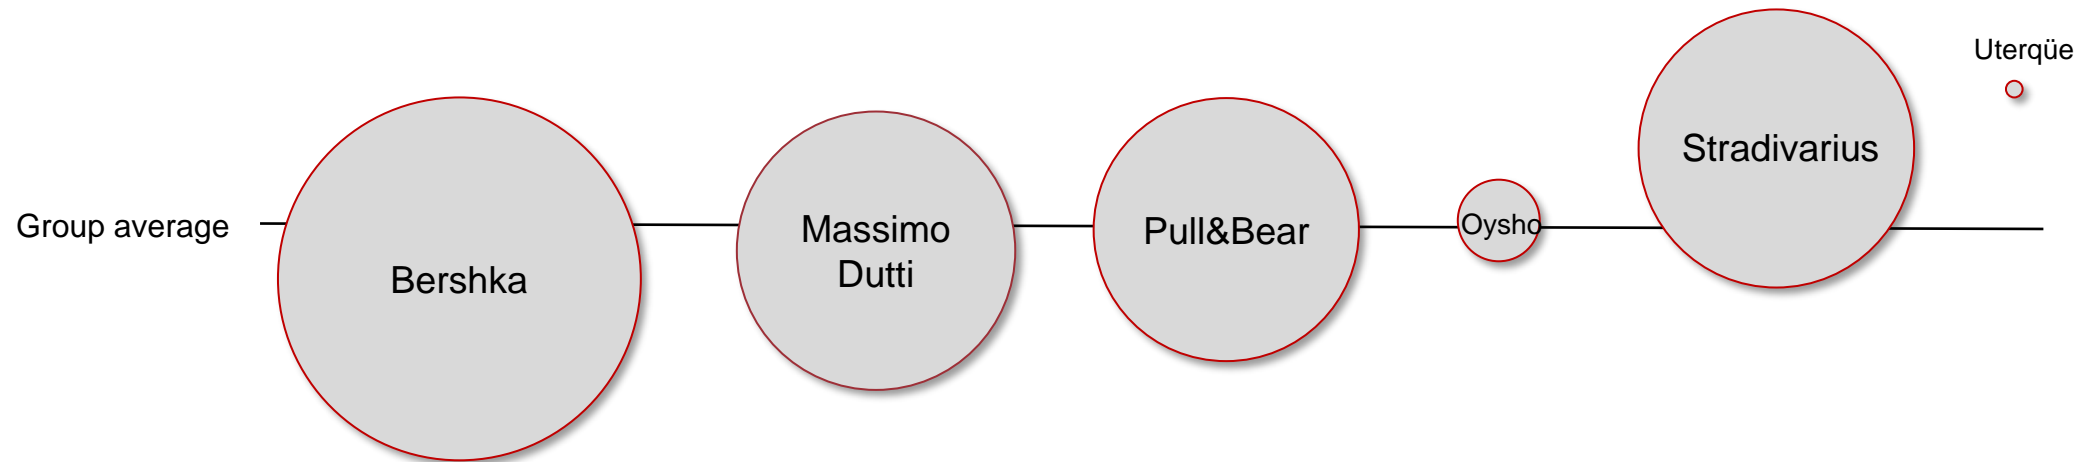 Group average
Bershka
Massimo
Dutti
Pull&Bear
Oysho
Stradivarius
Uterqüe